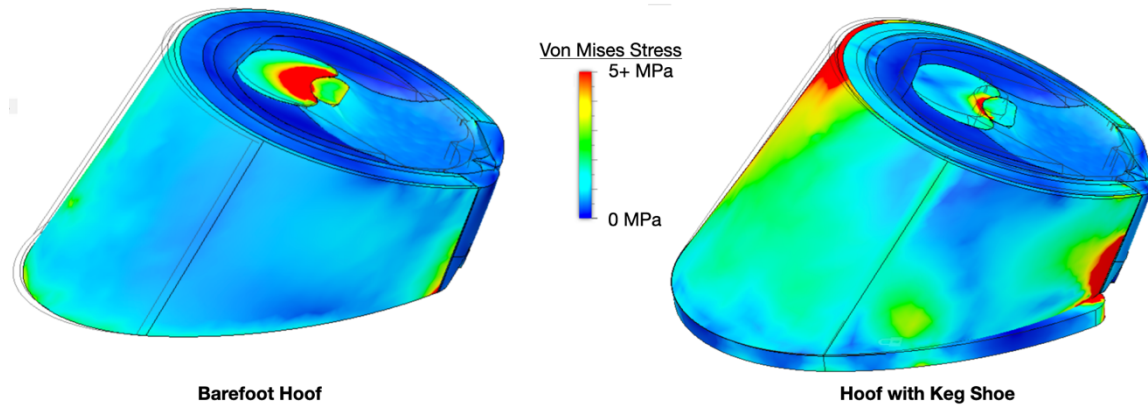 Von Mises Stress
5+ MPa
0 MPa
Barefoot Hoof
Hoof with Keg Shoe